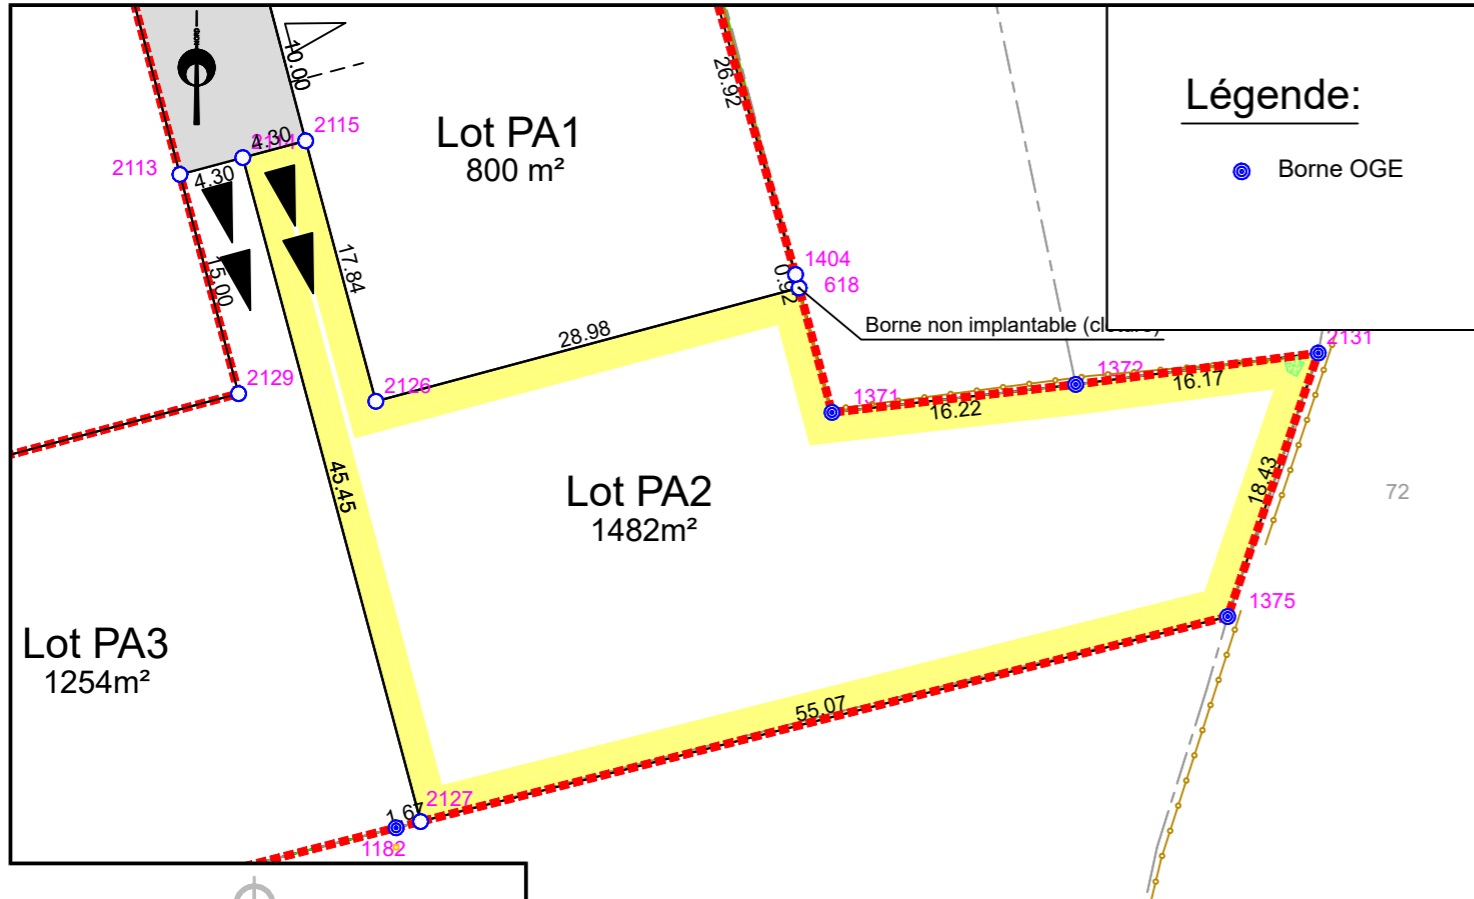 NORD
10.00
26.92
Légende:
Borne OGE
2115
4.30
2114
2113
4.30
Lot PA1
800 m²
15.00
17.84
1404
618
0.92
Borne non implantable (cloture)
28.98
2131
1372
16.17
1371
16.22
2129
2126
45.45
Lot PA2
1482m²
18.43
72
1375
Lot PA3
1254m²
55.07
2127
1.67
1182